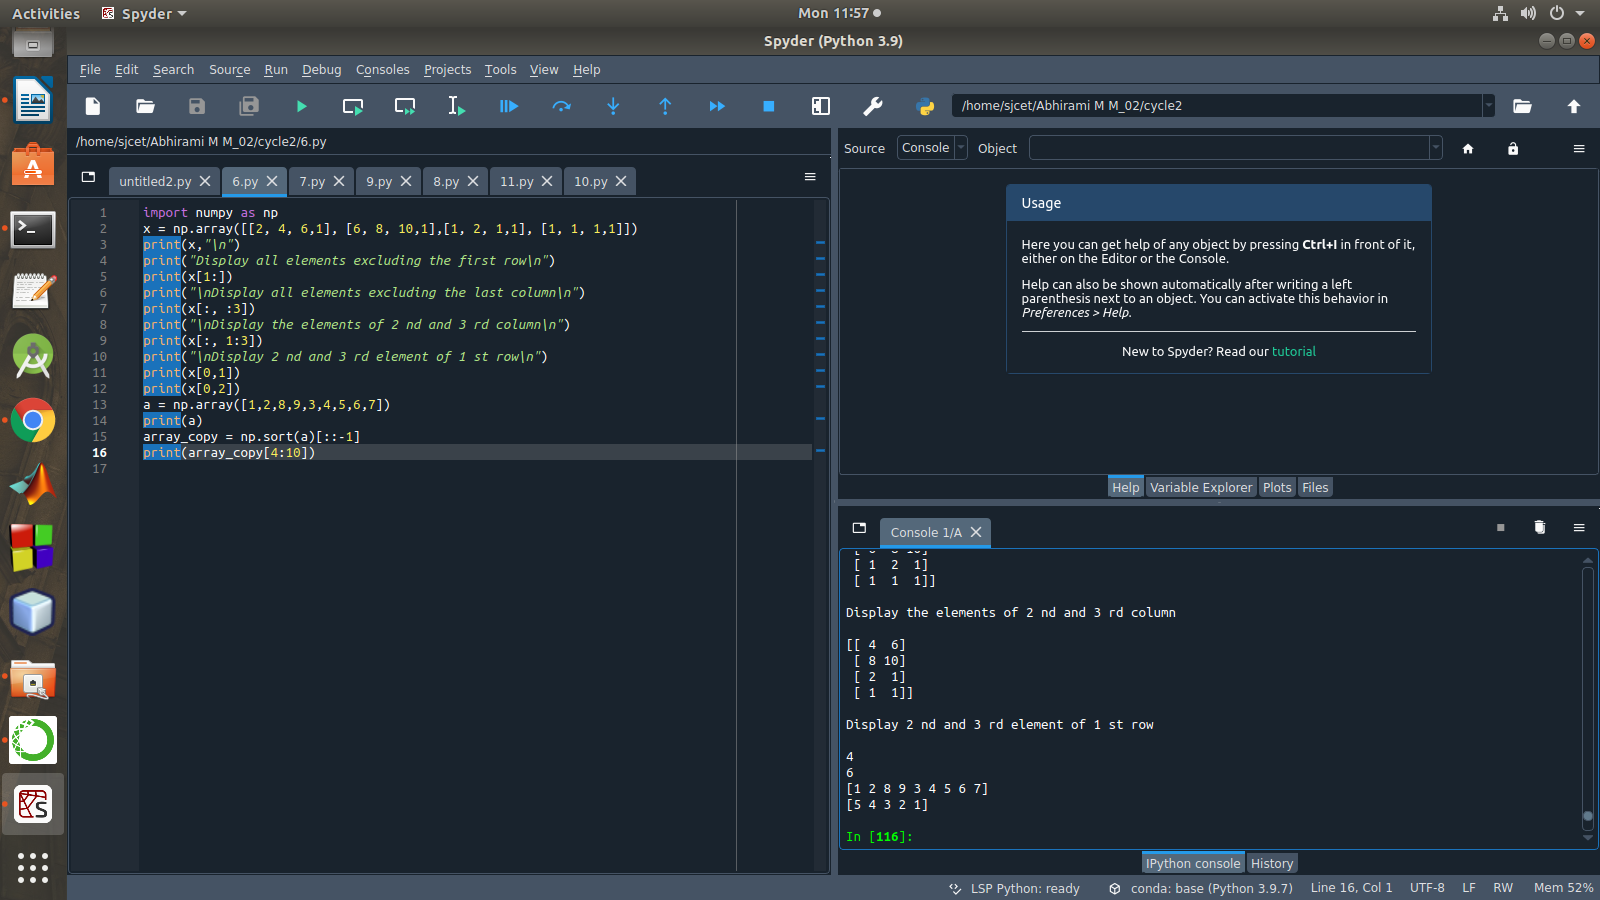 Activities Spyder Mon 11:57
Spyder (Python 3.9)
File Edit Search Source Run Debug Consoles Projects Tools View Help
/home/sjcet/Abhirami M M_02/cycle2
/home/sjcet/Abhirami M M_02/cycle2/6.py
untitled2.py 6.py 7.py 9.py 8.py 11.py 10.py
1 import numpy as np
2 x = np.array([[2, 4, 6,1], [6, 8, 10,1],[1, 2, 1,1], [1, 1, 1,1]])
3 print(x,"\n")
4 print("Display all elements excluding the first row\n")
5 print(x[1:])
6 print("\nDisplay all elements excluding the last column\n")
7 print(x[:, :3])
8 print("\nDisplay the elements of 2 nd and 3 rd column\n")
9 print(x[:, 1:3])
10 print("\nDisplay 2 nd and 3 rd element of 1 st row\n")
11 print(x[0,1])
12 print(x[0,2])
13 a = np.array([1,2,8,9,3,4,5,6,7])
14 print(a)
15 array_copy = np.sort(a)[::-1]
16 print(array_copy[4:10])
17
Source Console Object
Usage
Here you can get help of any object by pressing Ctrl+I in front of it,
either on the Editor or the Console.
Help can also be shown automatically after writing a left
parenthesis next to an object. You can activate this behavior in
Preferences > Help.
New to Spyder? Read our tutorial
Help Variable Explorer Plots Files
Console 1/A
[ 1 2 1]
[ 1 1 1]]
Display the elements of 2 nd and 3 rd column
[[ 4 6]
[ 8 10]
[ 2 1]
[ 1 1]]
Display 2 nd and 3 rd element of 1 st row
4
6
[1 2 8 9 3 4 5 6 7]
[5 4 3 2 1]
In [116]:
IPython console History
LSP Python: ready conda: base (Python 3.9.7) Line 16, Col 1 UTF-8 LF RW Mem 52%